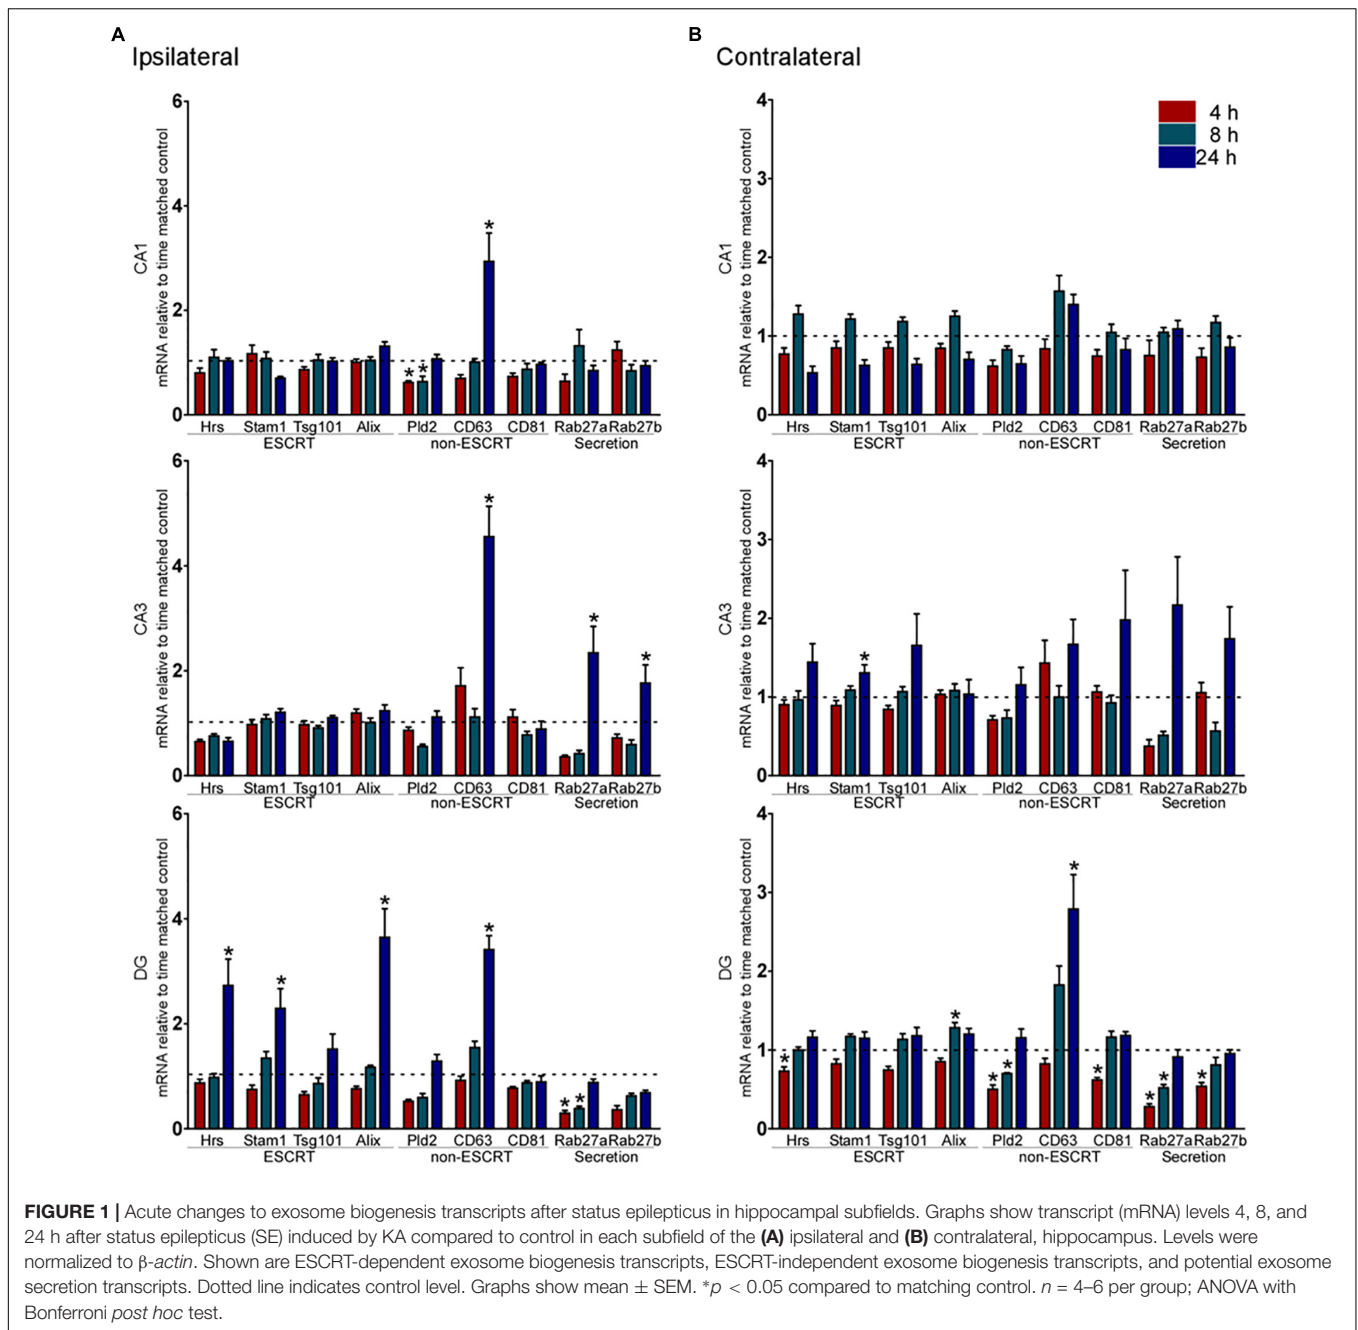 A
Ipsilateral
B
Contralateral
4 h
8 h
24 h
CA1
mRNA relative to time matched control
6
4
2
0
*
*
*
Hrs Stam1 Tsg101 Alix Pld2 CD63 CD81 Rab27a Rab27b
ESCRT non-ESCRT Secretion
CA1
mRNA relative to time matched control
4
3
2
1
0
Hrs Stam1 Tsg101 Alix Pld2 CD63 CD81 Rab27a Rab27b
ESCRT non-ESCRT Secretion
CA3
mRNA relative to time matched control
6
4
2
0
*
*
*
Hrs Stam1 Tsg101 Alix Pld2 CD63 CD81 Rab27a Rab27b
ESCRT non-ESCRT Secretion
CA3
mRNA relative to time matched control
4
3
2
1
0
*
Hrs Stam1 Tsg101 Alix Pld2 CD63 CD81 Rab27a Rab27b
ESCRT non-ESCRT Secretion
DG
mRNA relative to time matched control
6
4
2
0
* * * * * *
Hrs Stam1 Tsg101 Alix Pld2 CD63 CD81 Rab27a Rab27b
ESCRT non-ESCRT Secretion
DG
mRNA relative to time matched control
4
3
2
1
0
* * * * * * * * *
Hrs Stam1 Tsg101 Alix Pld2 CD63 CD81 Rab27a Rab27b
ESCRT non-ESCRT Secretion
FIGURE 1 | Acute changes to exosome biogenesis transcripts after status epilepticus in hippocampal subfields. Graphs show transcript (mRNA) levels 4, 8, and
24 h after status epilepticus (SE) induced by KA compared to control in each subfield of the (A) ipsilateral and (B) contralateral, hippocampus. Levels were
normalized to β-actin. Shown are ESCRT-dependent exosome biogenesis transcripts, ESCRT-independent exosome biogenesis transcripts, and potential exosome
secretion transcripts. Dotted line indicates control level. Graphs show mean ± SEM. *p < 0.05 compared to matching control. n = 4–6 per group; ANOVA with
Bonferroni post hoc test.